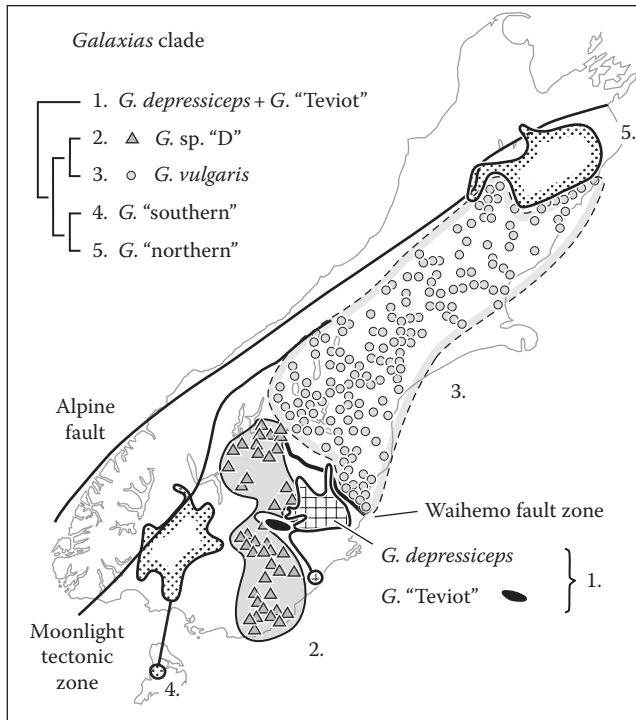 Galaxias clade
1. G. depressiceps + G. “Teviot”
2. G. sp. “D”
3. G. vulgaris
4. G. “southern”
5. G. “northern”
5.
3.
Alpine
fault
Waihemo fault zone
G. depressiceps
G. “Teviot”
1.
Moonlight
tectonic
zone
2.
4.